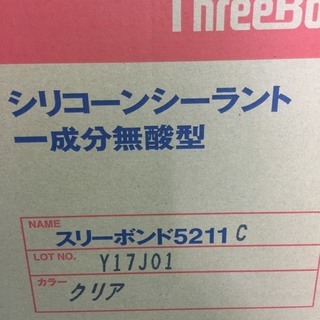 ThreeBo
シリコーンシーラント
一成分無酸型
NAME
スリーボンド5211 C
LOT NO. Y17J01
カラー クリア